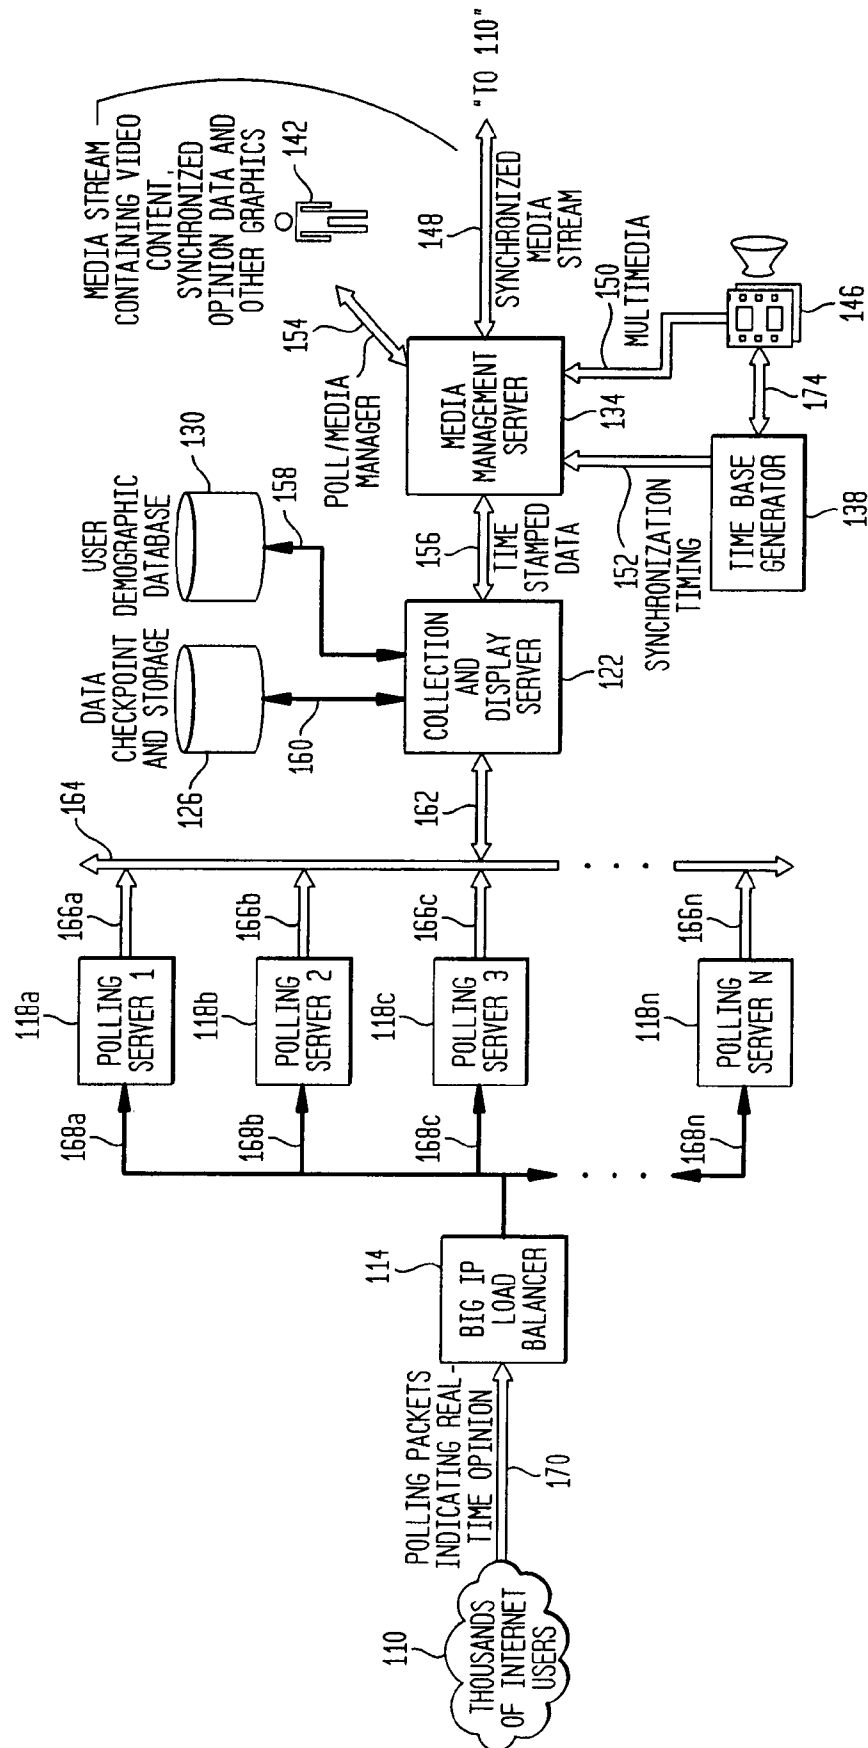 THOUSANDS
OF INTERNET
USERS
110
POLLING PACKETS
INDICATING REAL-
TIME OPINION
170
BIG IP
LOAD
BALANCER
114
168a
168b
168c
168n
118a
POLLING
SERVER 1
118b
POLLING
SERVER 2
118c
POLLING
SERVER 3
118n
POLLING
SERVER N
166a
166b
166c
166n
164
162
DATA
CHECKPOINT
AND STORAGE
126
160
USER
DEMOGRAPHIC
DATABASE
130
158
COLLECTION
AND
DISPLAY
SERVER
122
156
TIME
STAMPED
DATA
MEDIA
MANAGEMENT
SERVER
134
POLL/MEDIA
MANAGER
154
142
MEDIA STREAM
CONTAINING VIDEO
CONTENT,
SYNCHRONIZED
OPINION DATA AND
OTHER GRAPHICS
148
SYNCHRONIZED
MEDIA
STREAM
"TO 110"
152
SYNCHRONIZATION
TIMING
TIME BASE
GENERATOR
138
150
MULTIMEDIA
174
146